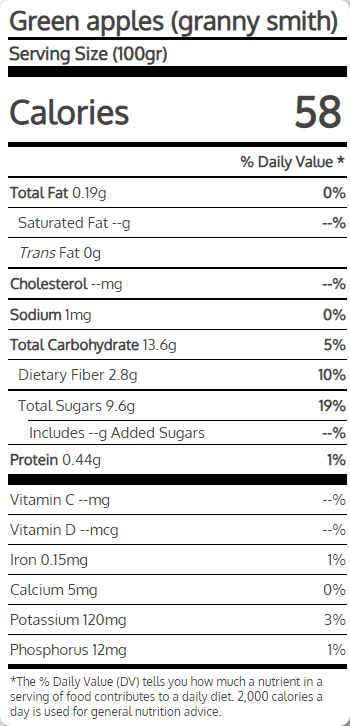 Green apples (granny smith)
Serving Size (100gr)
Calories 58
% Daily Value *
Total Fat 0.19g 0%
Saturated Fat --g --%
Trans Fat 0g
Cholesterol --mg --%
Sodium 1mg 0%
Total Carbohydrate 13.6g 5%
Dietary Fiber 2.8g 10%
Total Sugars 9.6g 19%
Includes --g Added Sugars --%
Protein 0.44g 1%
Vitamin C --mg --%
Vitamin D --mcg --%
Iron 0.15mg 1%
Calcium 5mg 0%
Potassium 120mg 3%
Phosphorus 12mg 1%
*The % Daily Value (DV) tells you how much a nutrient in a
serving of food contributes to a daily diet. 2,000 calories a
day is used for general nutrition advice.